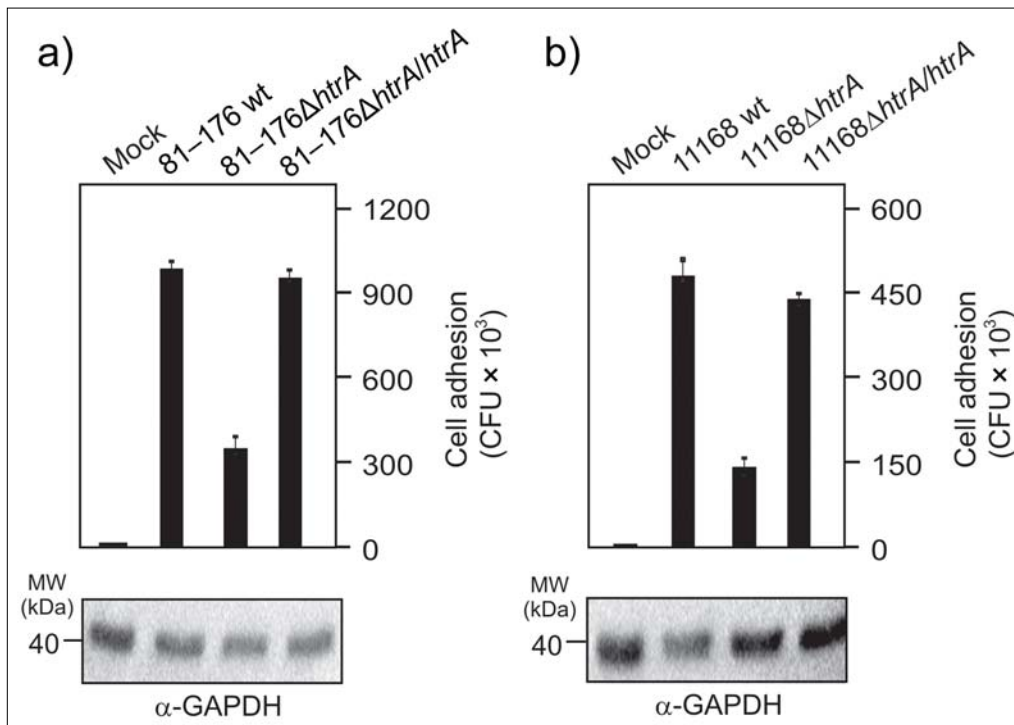 a)
Mock
81–176 wt
81–176ΔhtrA
81–176ΔhtrA/htrA
1200
900
600
300
0
Cell adhesion
(CFU × 10³)
MW
(kDa)
40
α-GAPDH
b)
Mock
11168 wt
11168ΔhtrA
11168ΔhtrA/htrA
600
450
300
150
0
Cell adhesion
(CFU × 10³)
MW
(kDa)
40
α-GAPDH